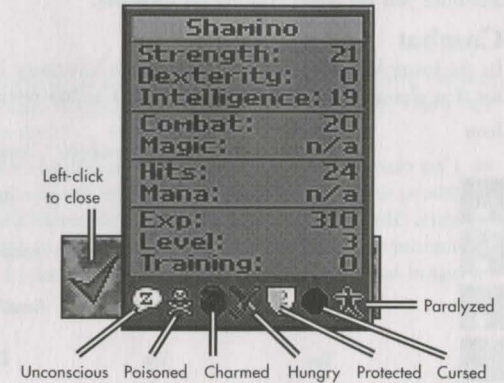 Shamino
Strength: 21
Dexterity: 0
Intelligence: 19
Combat: 20
Magic: n/a
Hits: 24
Mana: n/a
Exp: 310
Level: 3
Training: 0
Left-click
to close
Z
Paralyzed
Unconscious Poisoned Charmed Hungry Protected Cursed